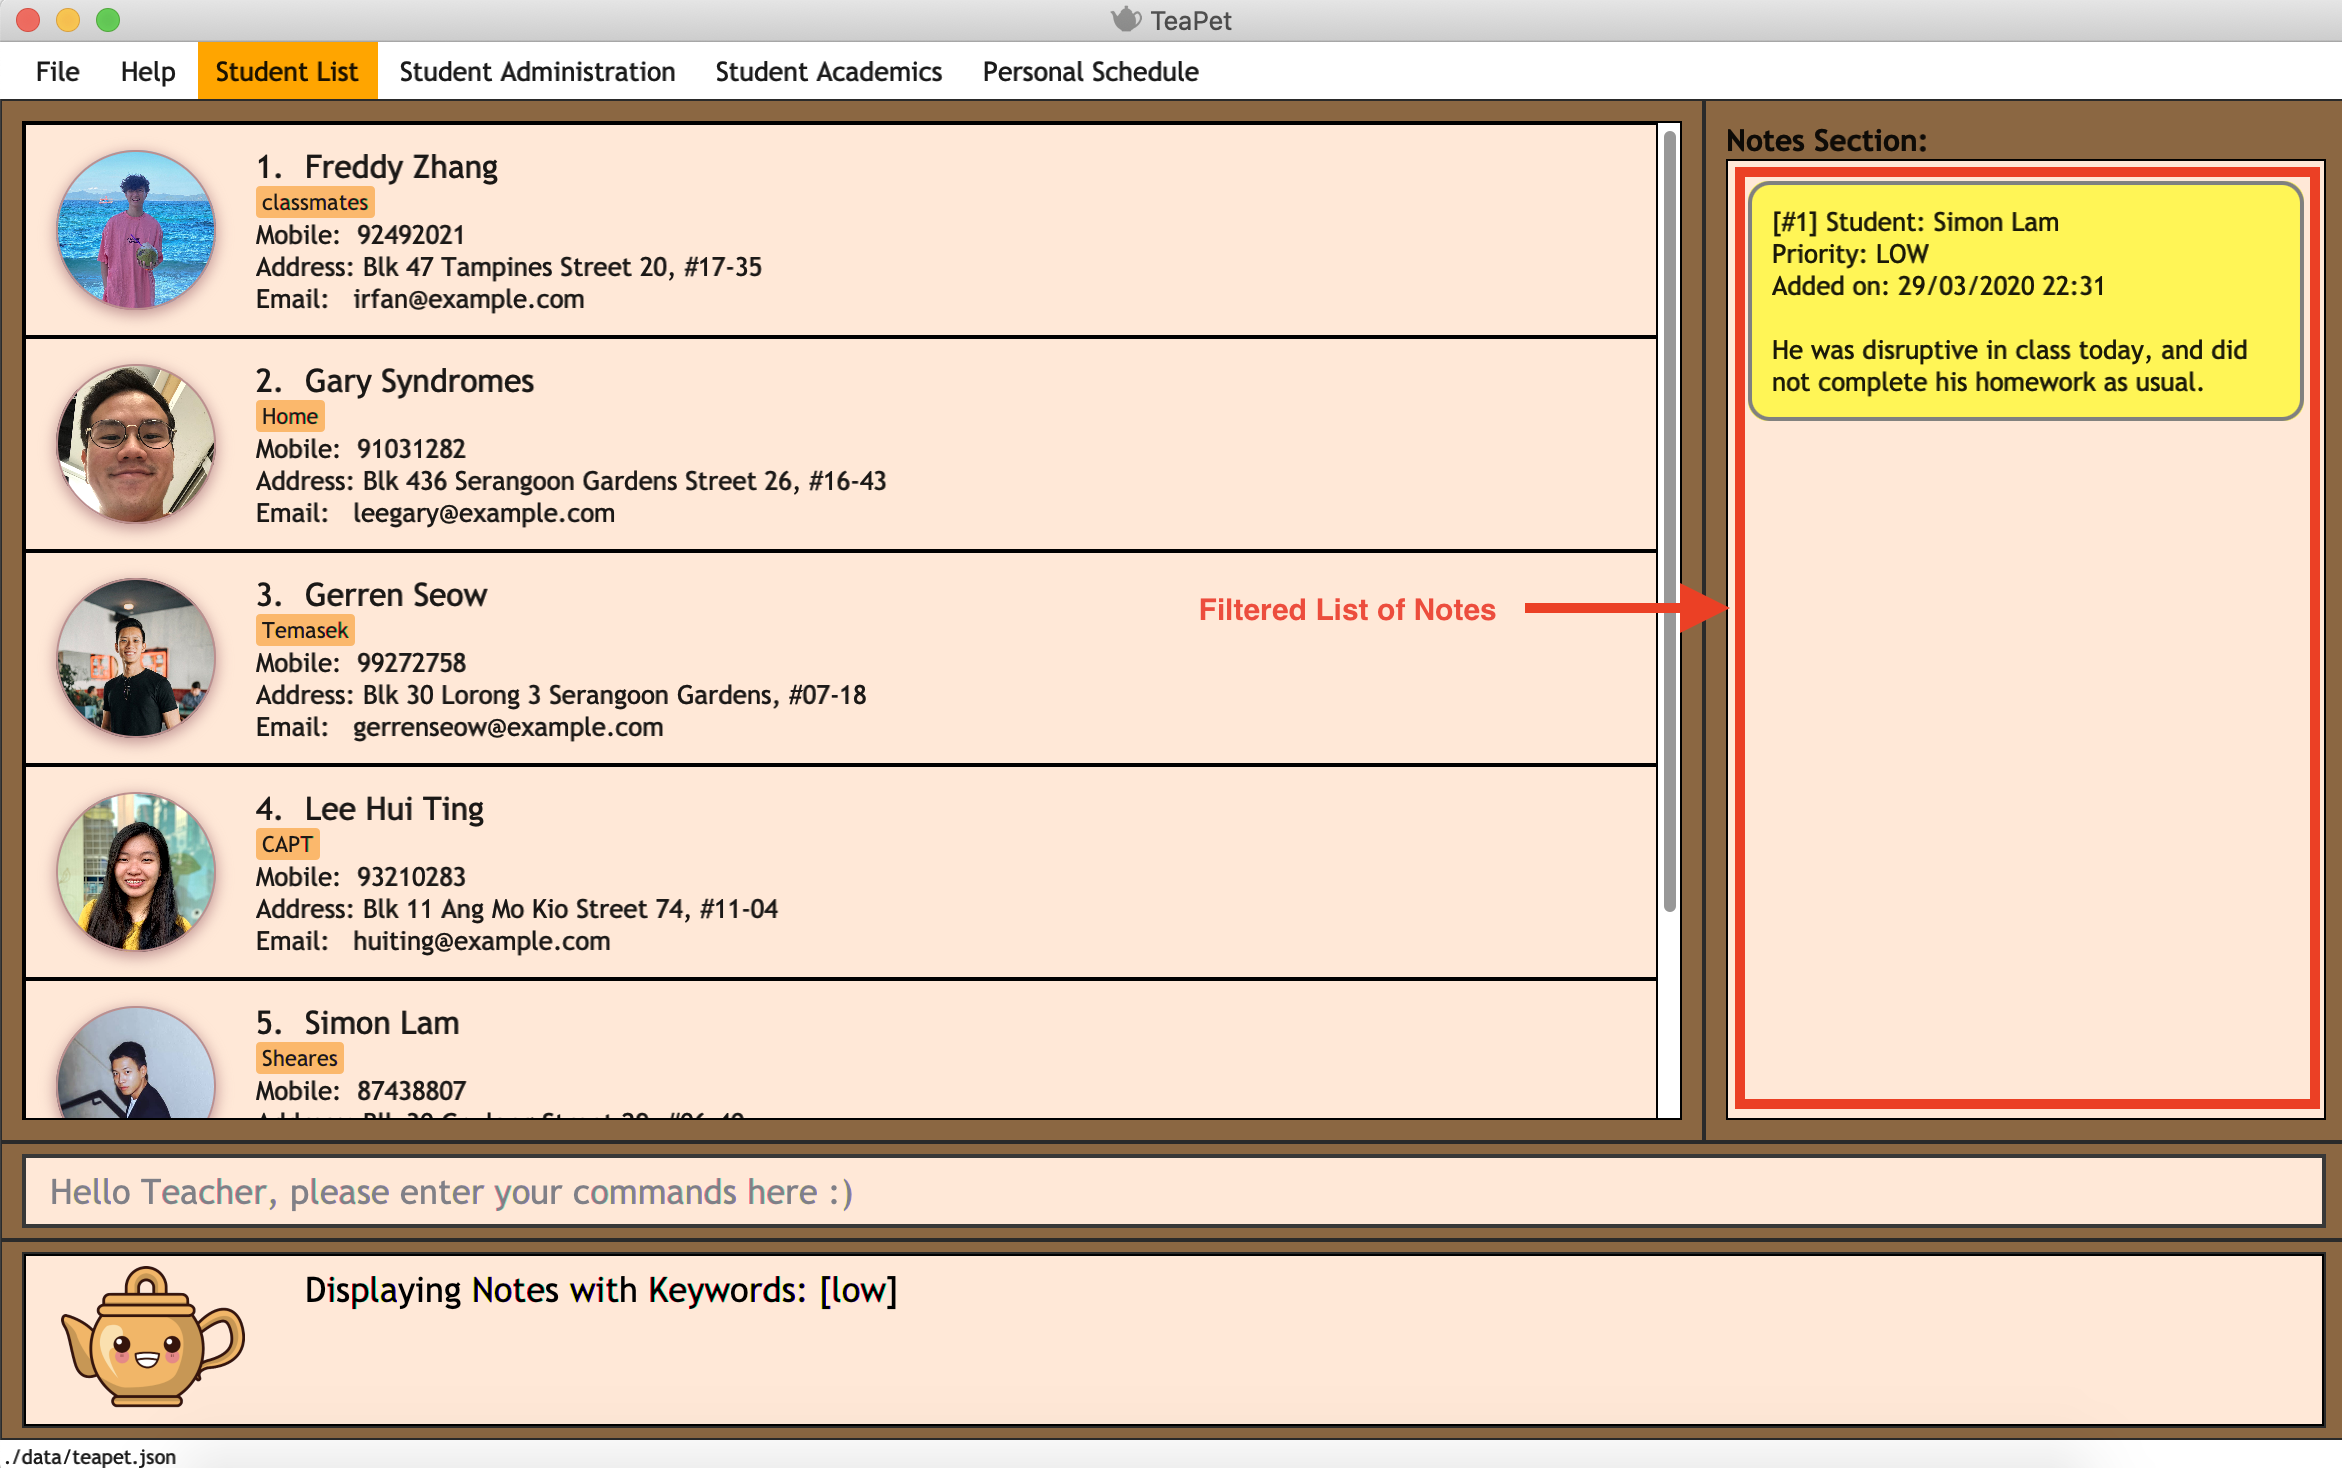 TeaPet
File Help Student List Student Administration Student Academics Personal Schedule
1. Freddy Zhang
classmates
Mobile: 92492021
Address: Blk 47 Tampines Street 20, #17-35
Email: irfan@example.com
2. Gary Syndromes
Home
Mobile: 91031282
Address: Blk 436 Serangoon Gardens Street 26, #16-43
Email: leegary@example.com
3. Gerren Seow
Temasek
Mobile: 99272758
Address: Blk 30 Lorong 3 Serangoon Gardens, #07-18
Email: gerrenseow@example.com
4. Lee Hui Ting
CAPT
Mobile: 93210283
Address: Blk 11 Ang Mo Kio Street 74, #11-04
Email: huiting@example.com
5. Simon Lam
Sheares
Mobile: 87438807
Filtered List of Notes
Notes Section:
[#1] Student: Simon Lam
Priority: LOW
Added on: 29/03/2020 22:31
He was disruptive in class today, and did
not complete his homework as usual.
Hello Teacher, please enter your commands here :)
Displaying Notes with Keywords: [low]
./data/teapet.json